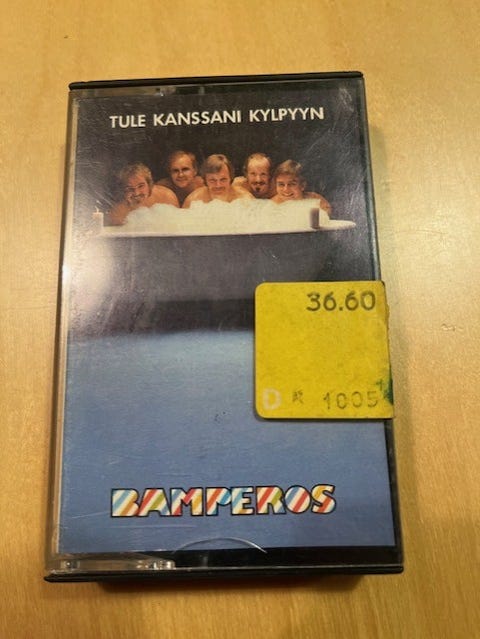 TULE KANSSANI KYLPYYN
36.60
D 1005
BAMPEROS